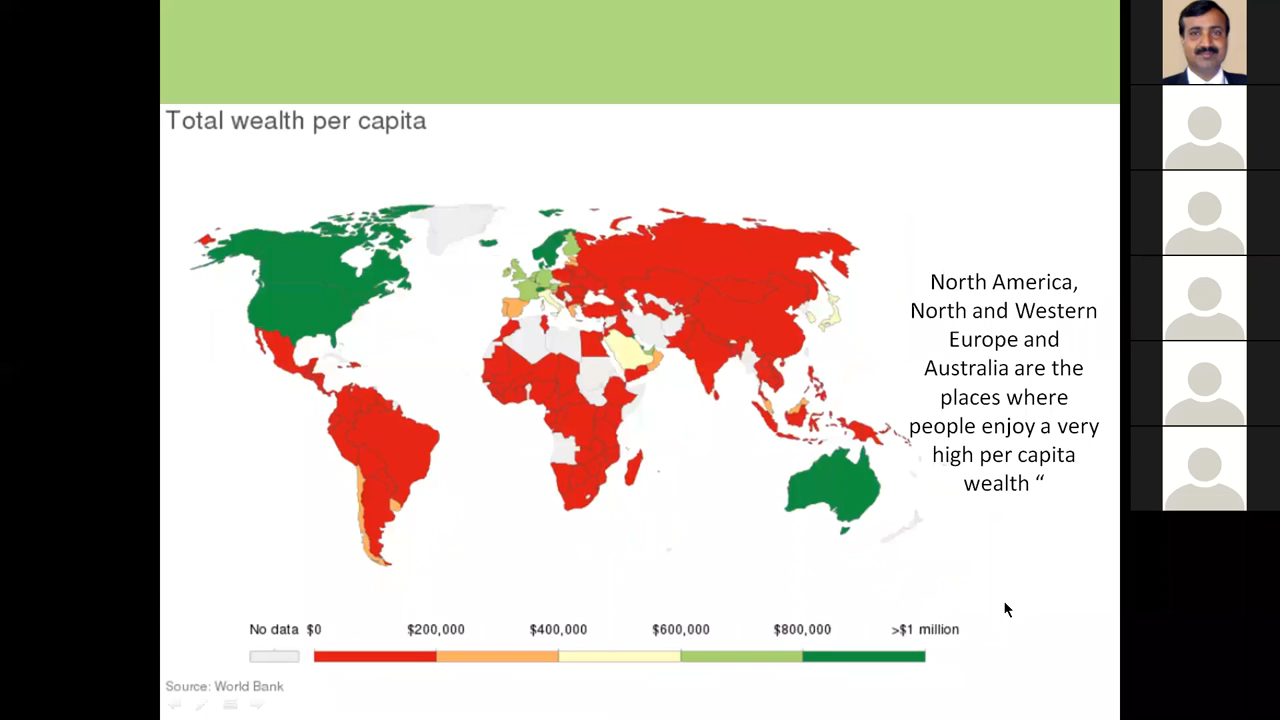 Total wealth per capita
North America,
North and Western
Europe and
Australia are the
places where
people enjoy a very
high per capita
wealth “
No data $0 $200,000 $400,000 $600,000 $800,000 >$1 million
Source: World Bank